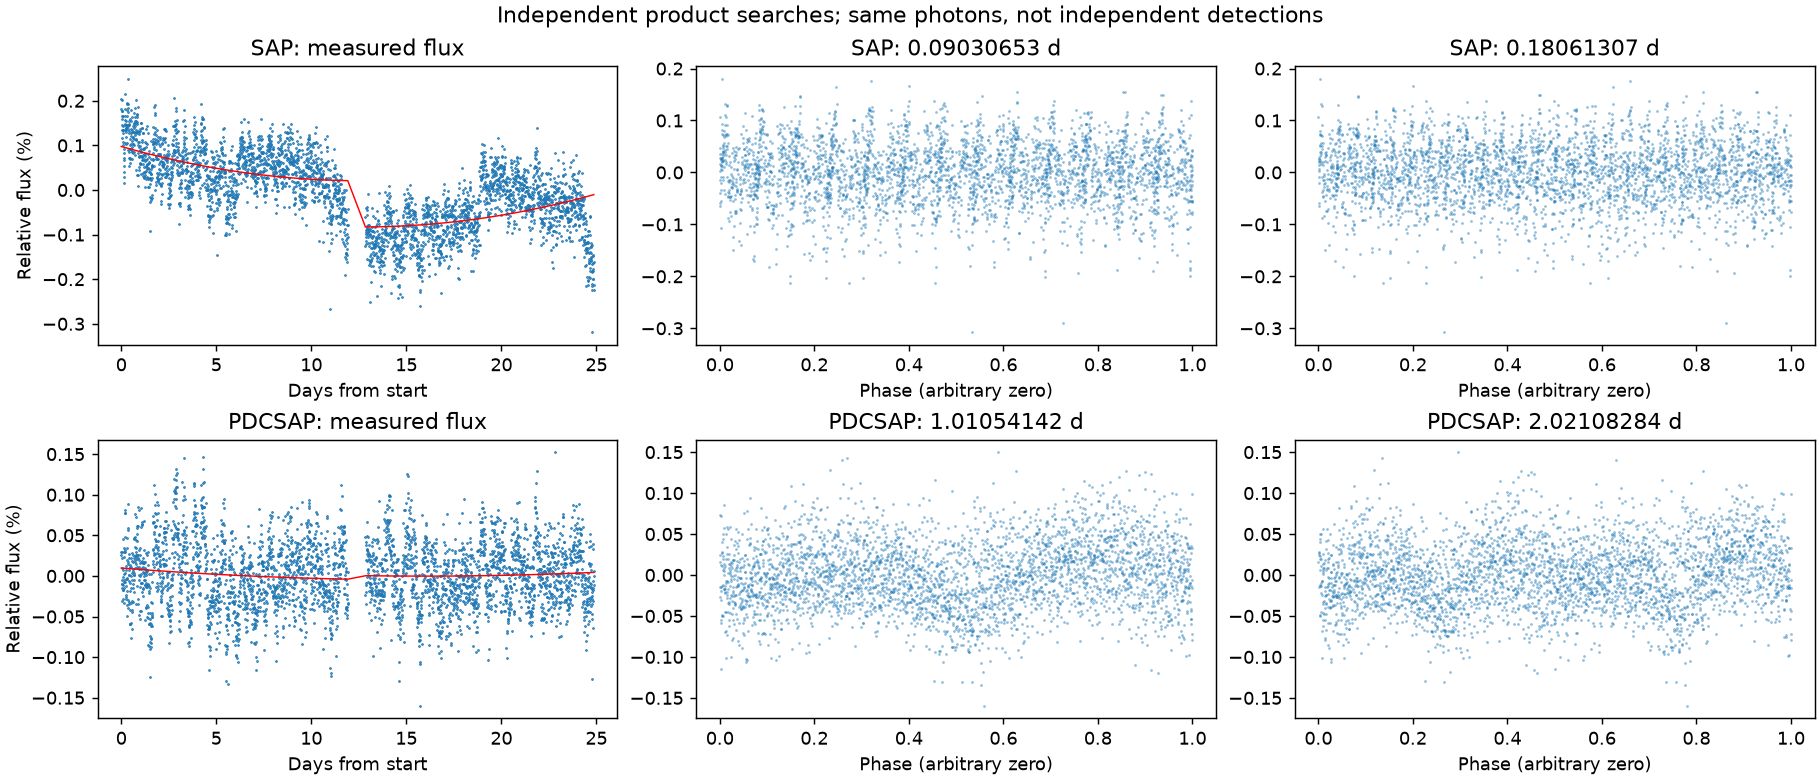 Independent product searches; same photons, not independent detections
SAP: measured flux
SAP: 0.09030653 d
SAP: 0.18061307 d
Relative flux (%)
0.2
0.1
0.0
−0.1
−0.2
−0.3
0 5 10 15 20 25
Days from start
0.2
0.1
0.0
−0.1
−0.2
−0.3
0.0 0.2 0.4 0.6 0.8 1.0
Phase (arbitrary zero)
0.2
0.1
0.0
−0.1
−0.2
−0.3
0.0 0.2 0.4 0.6 0.8 1.0
Phase (arbitrary zero)
PDCSAP: measured flux
PDCSAP: 1.01054142 d
PDCSAP: 2.02108284 d
Relative flux (%)
0.15
0.10
0.05
0.00
−0.05
−0.10
−0.15
0 5 10 15 20 25
Days from start
0.15
0.10
0.05
0.00
−0.05
−0.10
−0.15
0.0 0.2 0.4 0.6 0.8 1.0
Phase (arbitrary zero)
0.15
0.10
0.05
0.00
−0.05
−0.10
−0.15
0.0 0.2 0.4 0.6 0.8 1.0
Phase (arbitrary zero)